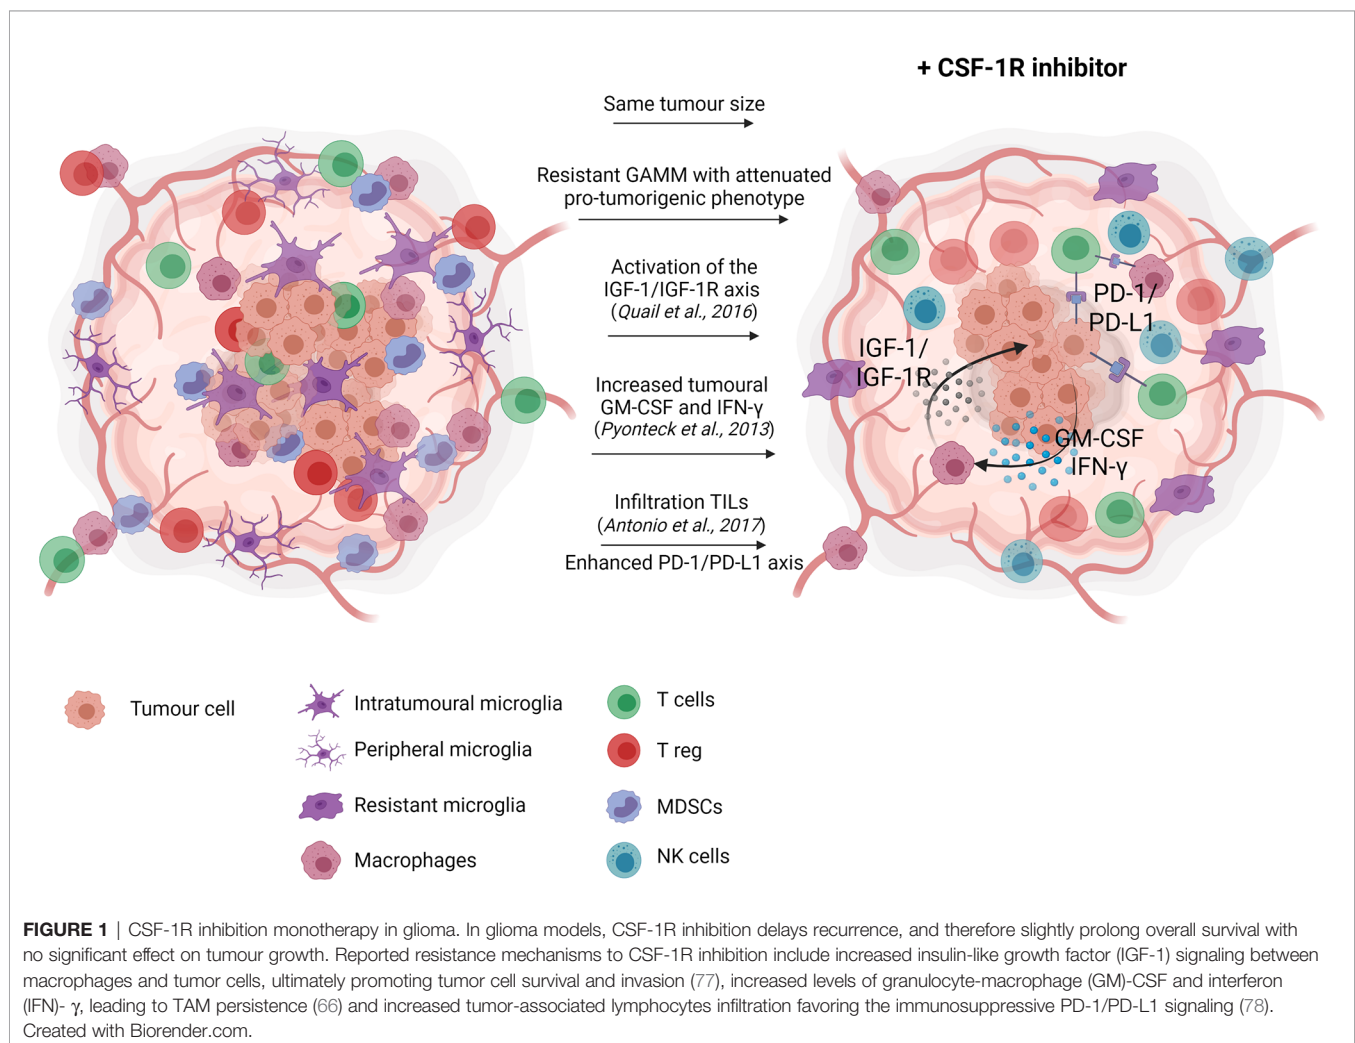 + CSF-1R inhibitor
Same tumour size
Resistant GAMM with attenuated
pro-tumorigenic phenotype
Activation of the
IGF-1/IGF-1R axis
(Quail et al., 2016)
Increased tumoural
GM-CSF and IFN-γ
(Pyonteck et al., 2013)
Infiltration TILs
(Antonio et al., 2017)
Enhanced PD-1/PD-L1 axis
PD-1/
PD-L1
IGF-1/
IGF-1R
GM-CSF
IFN-γ
Tumour cell
Intratumoural microglia
Peripheral microglia
Resistant microglia
Macrophages
T cells
T reg
MDSCs
NK cells
FIGURE 1 | CSF-1R inhibition monotherapy in glioma. In glioma models, CSF-1R inhibition delays recurrence, and therefore slightly prolong overall survival with
no significant effect on tumour growth. Reported resistance mechanisms to CSF-1R inhibition include increased insulin-like growth factor (IGF-1) signaling between
macrophages and tumor cells, ultimately promoting tumor cell survival and invasion (77), increased levels of granulocyte-macrophage (GM)-CSF and interferon
(IFN)- γ, leading to TAM persistence (66) and increased tumor-associated lymphocytes infiltration favoring the immunosuppressive PD-1/PD-L1 signaling (78).
Created with Biorender.com.